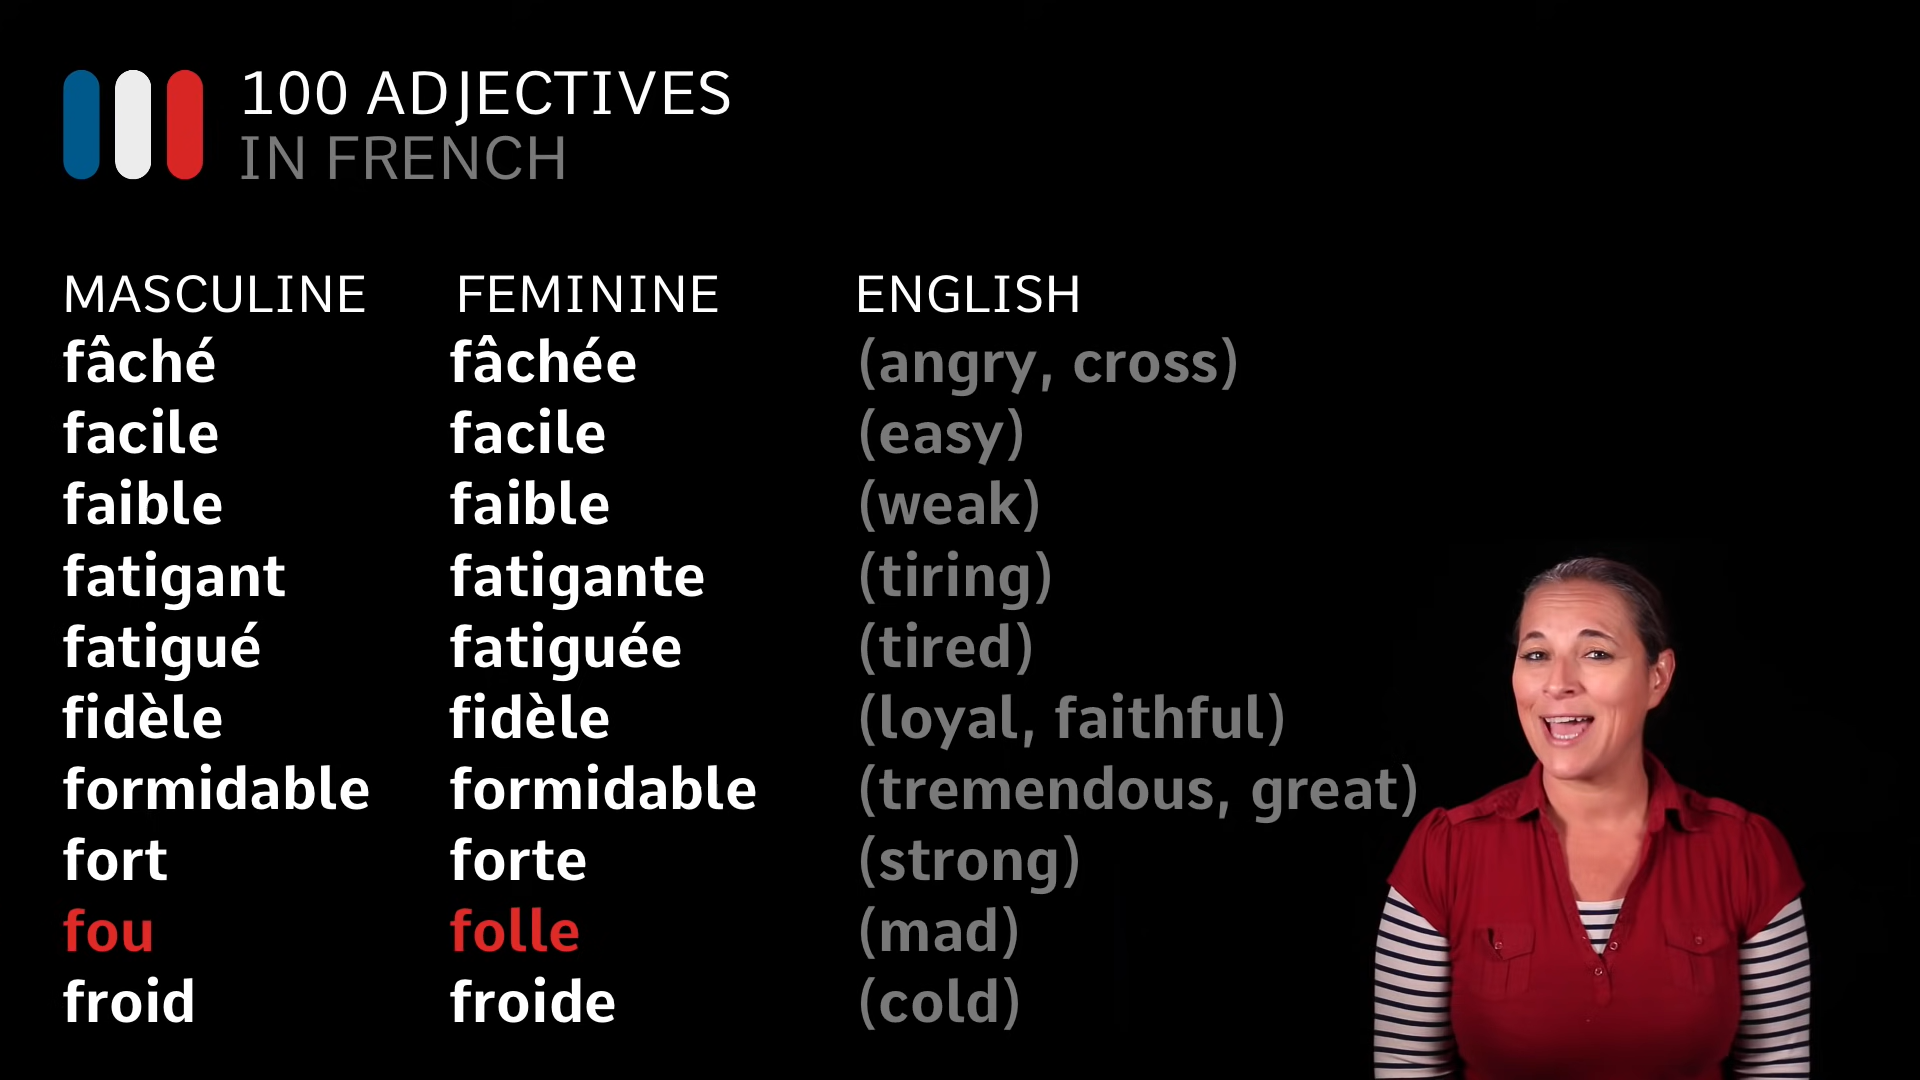 100 ADJECTIVES
IN FRENCH
MASCULINE FEMININE ENGLISH
fâché fâchée (angry, cross)
facile facile (easy)
faible faible (weak)
fatigant fatigante (tiring)
fatigué fatiguée (tired)
fidèle fidèle (loyal, faithful)
formidable formidable (tremendous, great)
fort forte (strong)
fou folle (mad)
froid froide (cold)